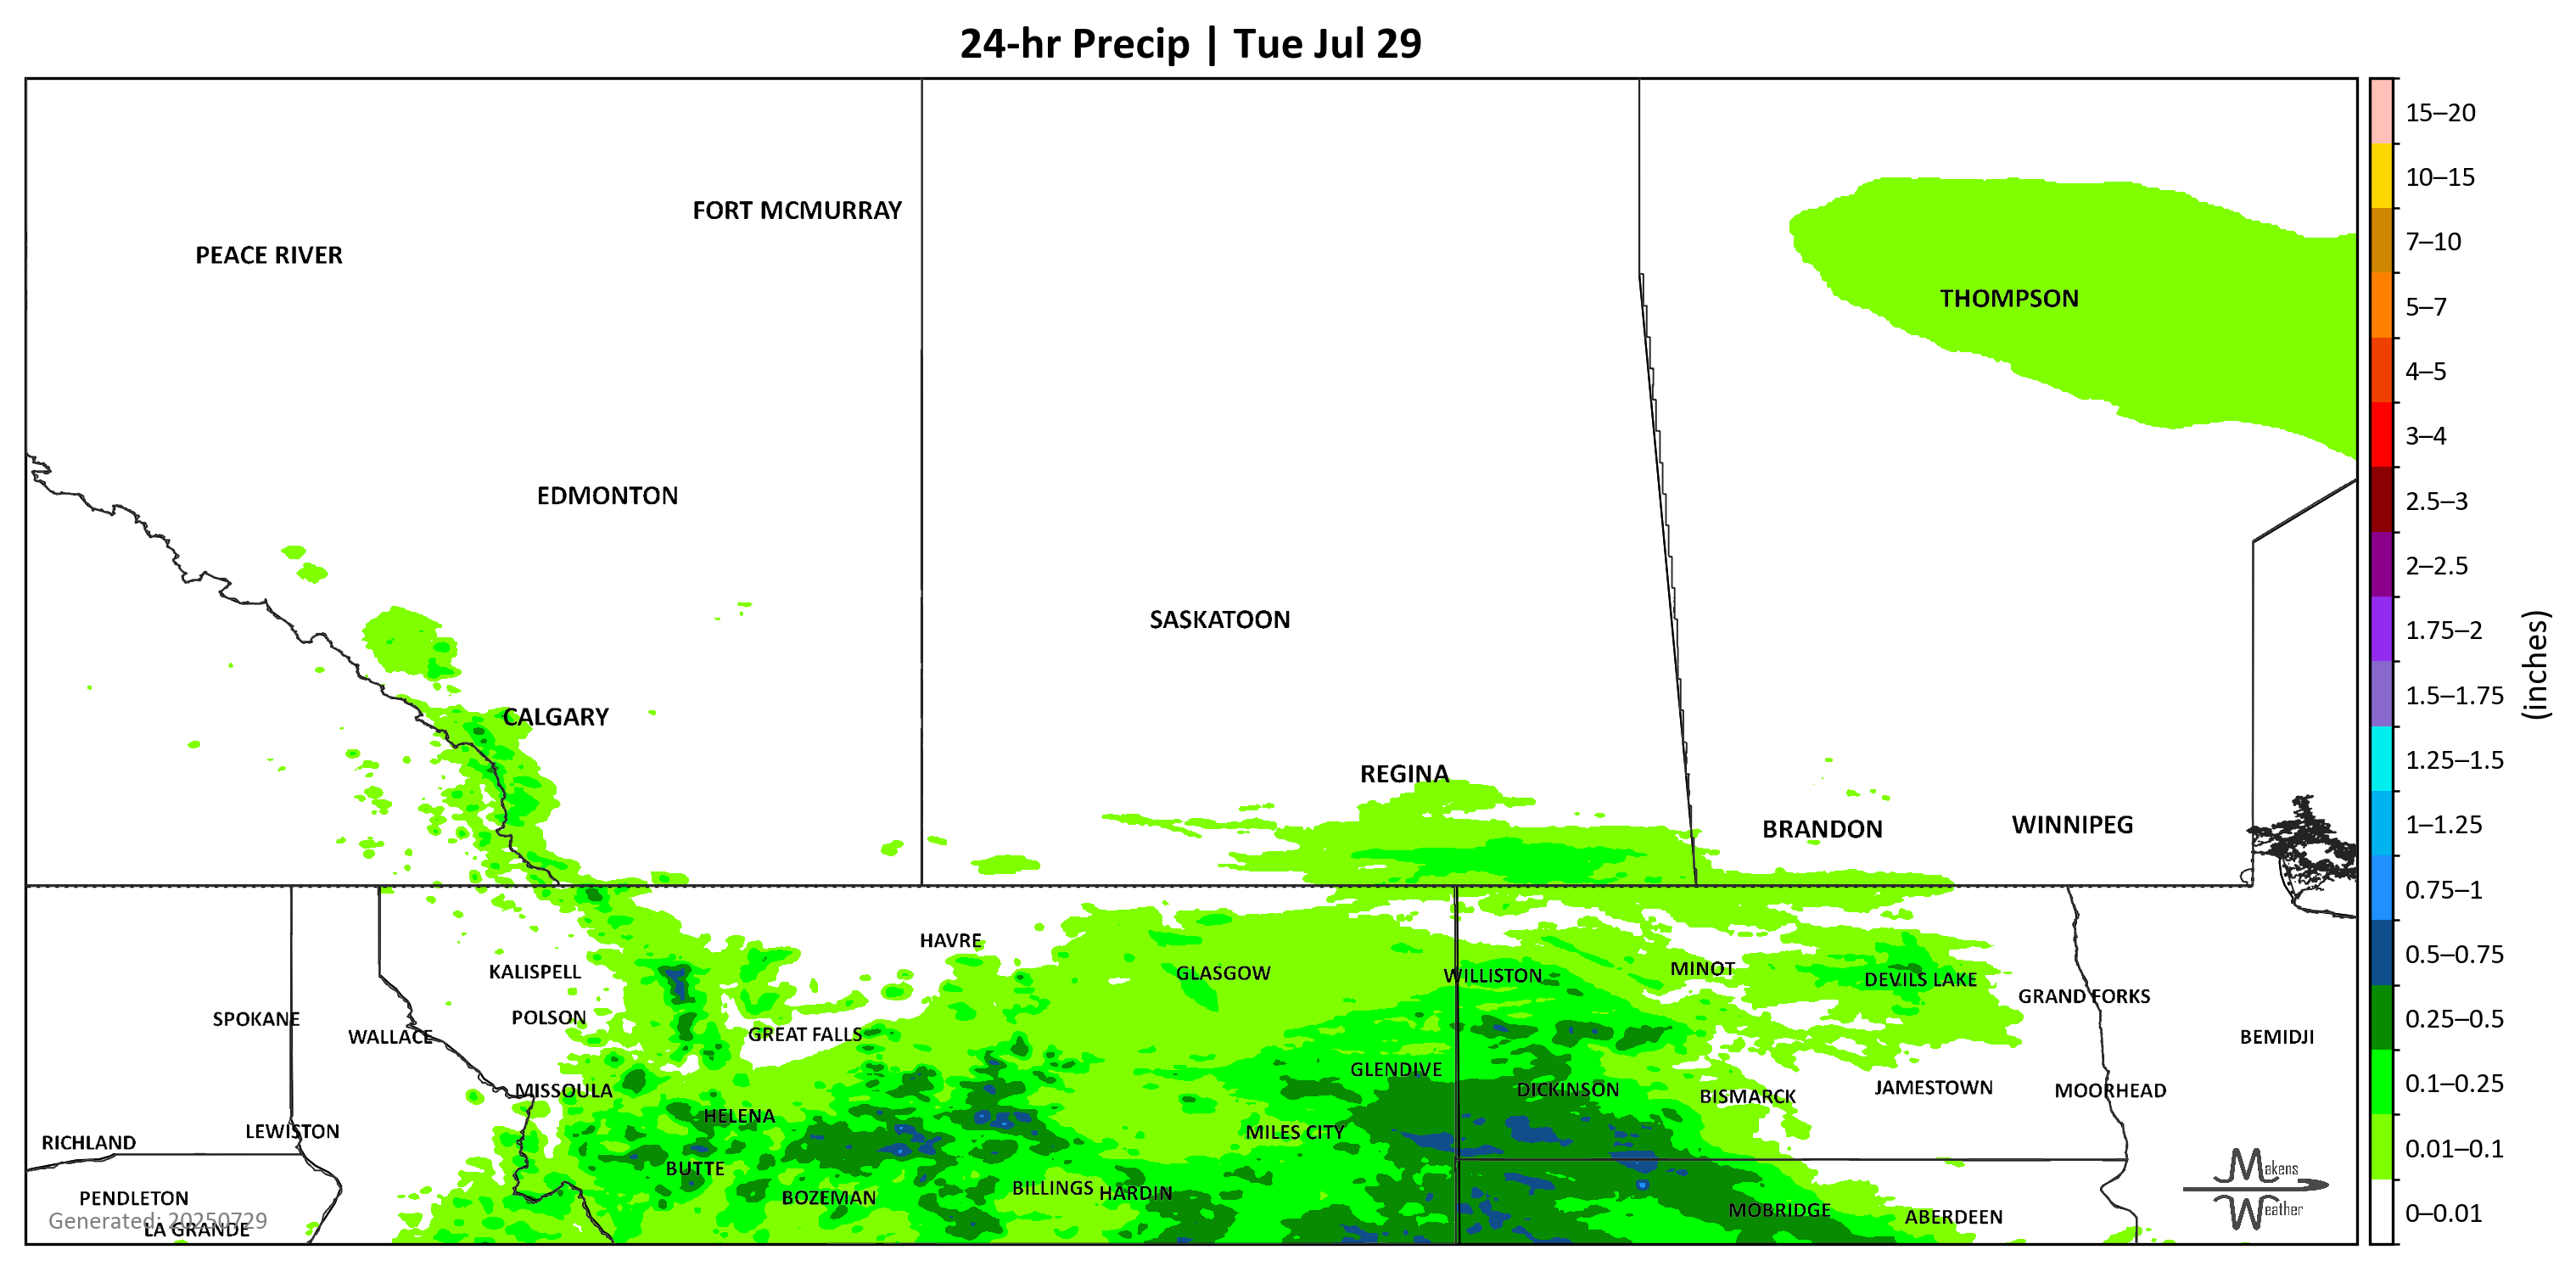 24-hr Precip | Tue Jul 29
15–20
10–15
7–10
5–7
4–5
3–4
2.5–3
2–2.5
1.75–2
1.5–1.75
1.25–1.5
1–1.25
0.75–1
0.5–0.75
0.25–0.5
0.1–0.25
0.01–0.1
0–0.01
(inches)
FORT MCMURRAY
PEACE RIVER
THOMPSON
EDMONTON
SASKATOON
CALGARY
REGINA
BRANDON
WINNIPEG
HAVRE
KALISPELL
GLASGOW
WILLISTON
MINOT
DEVILS LAKE
GRAND FORKS
SPOKANE
POLSON
WALLACE
GREAT FALLS
BEMIDJI
GLENDIVE
MISSOULA
DICKINSON
BISMARCK
JAMESTOWN
MOORHEAD
HELENA
LEWISTON
MILES CITY
RICHLAND
BUTTE
BOZEMAN
BILLINGS
HARDIN
PENDLETON
MOBRIDGE
ABERDEEN
Generated: 20250729
LA GRANDE
Makens
Weather